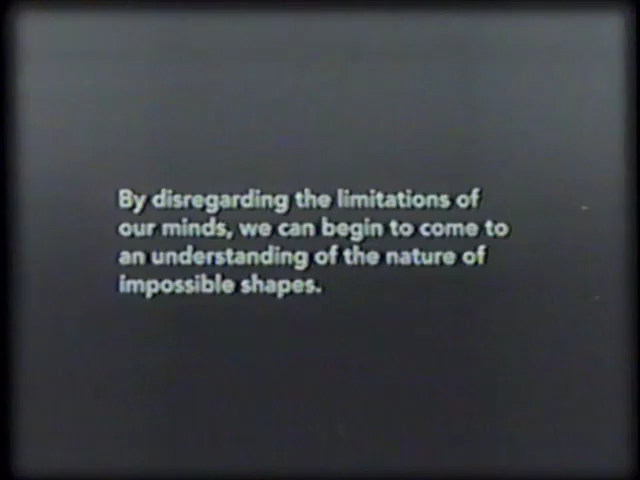 By disregarding the limitations of
our minds, we can begin to come to
an understanding of the nature of
impossible shapes.